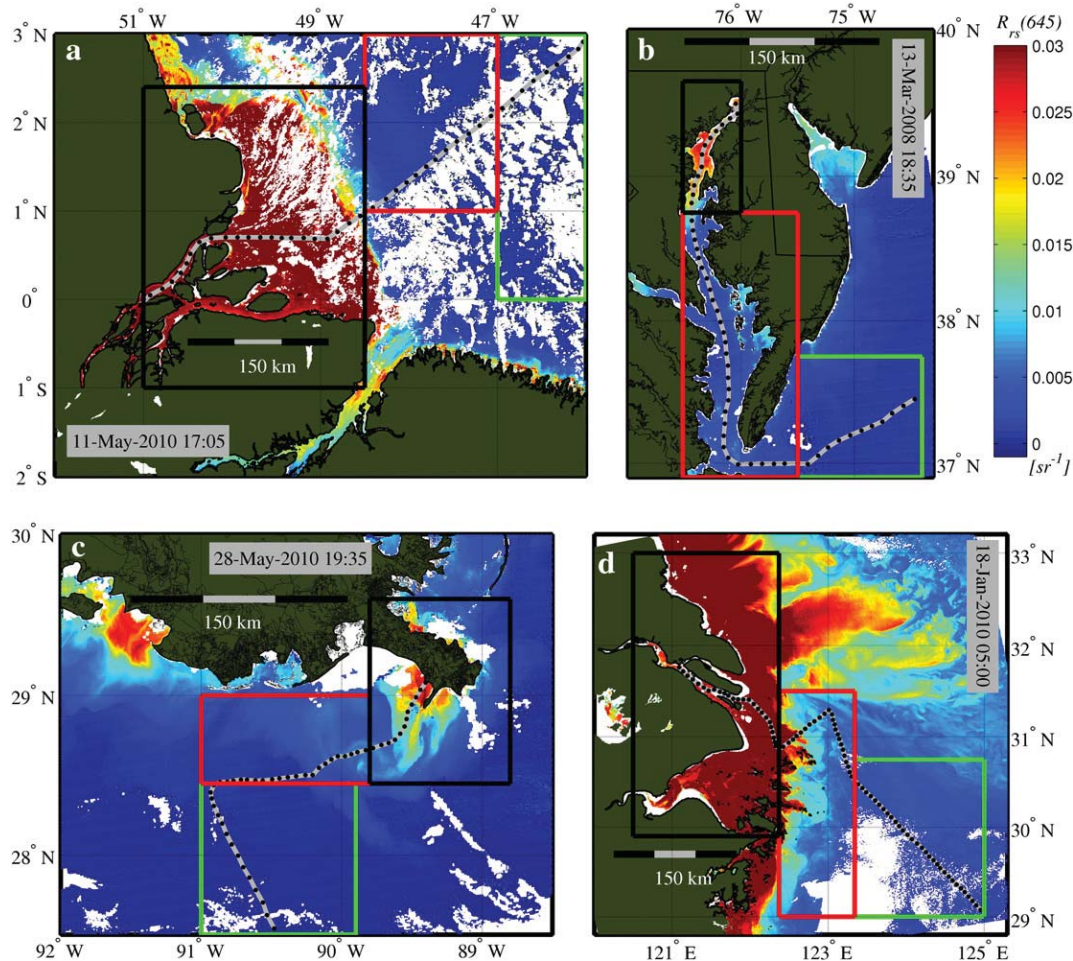 51° W 49° W 47° W
3° N
2° N
1° N
0°
1° S
2° S
a
150 km
11-May-2010 17:05
76° W 75° W
b
150 km
13-Mar-2008 18:35
40° N
39° N
38° N
37° N
R_rs(645)
0.03
0.025
0.02
0.015
0.01
0.005
0
[sr⁻¹]
30° N
29° N
28° N
c
28-May-2010 19:35
150 km
92° W 91° W 90° W 89° W
d
18-Jan-2010 05:00
150 km
33° N
32° N
31° N
30° N
29° N
121° E 123° E 125° E